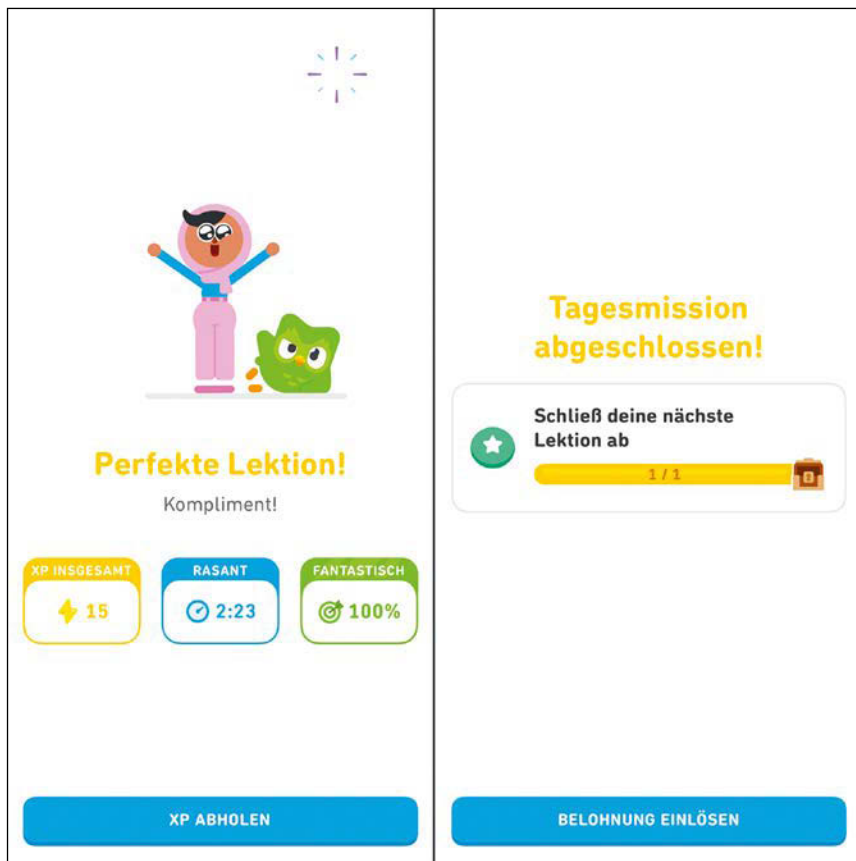 Perfekte Lektion!
Kompliment!
XP INSGESAMT
15
RASANT
2:23
FANTASTISCH
100%
XP ABHOLEN
Tagesmission
abgeschlossen!
Schließ deine nächste
Lektion ab
1 / 1
BELOHNUNG EINLÖSEN